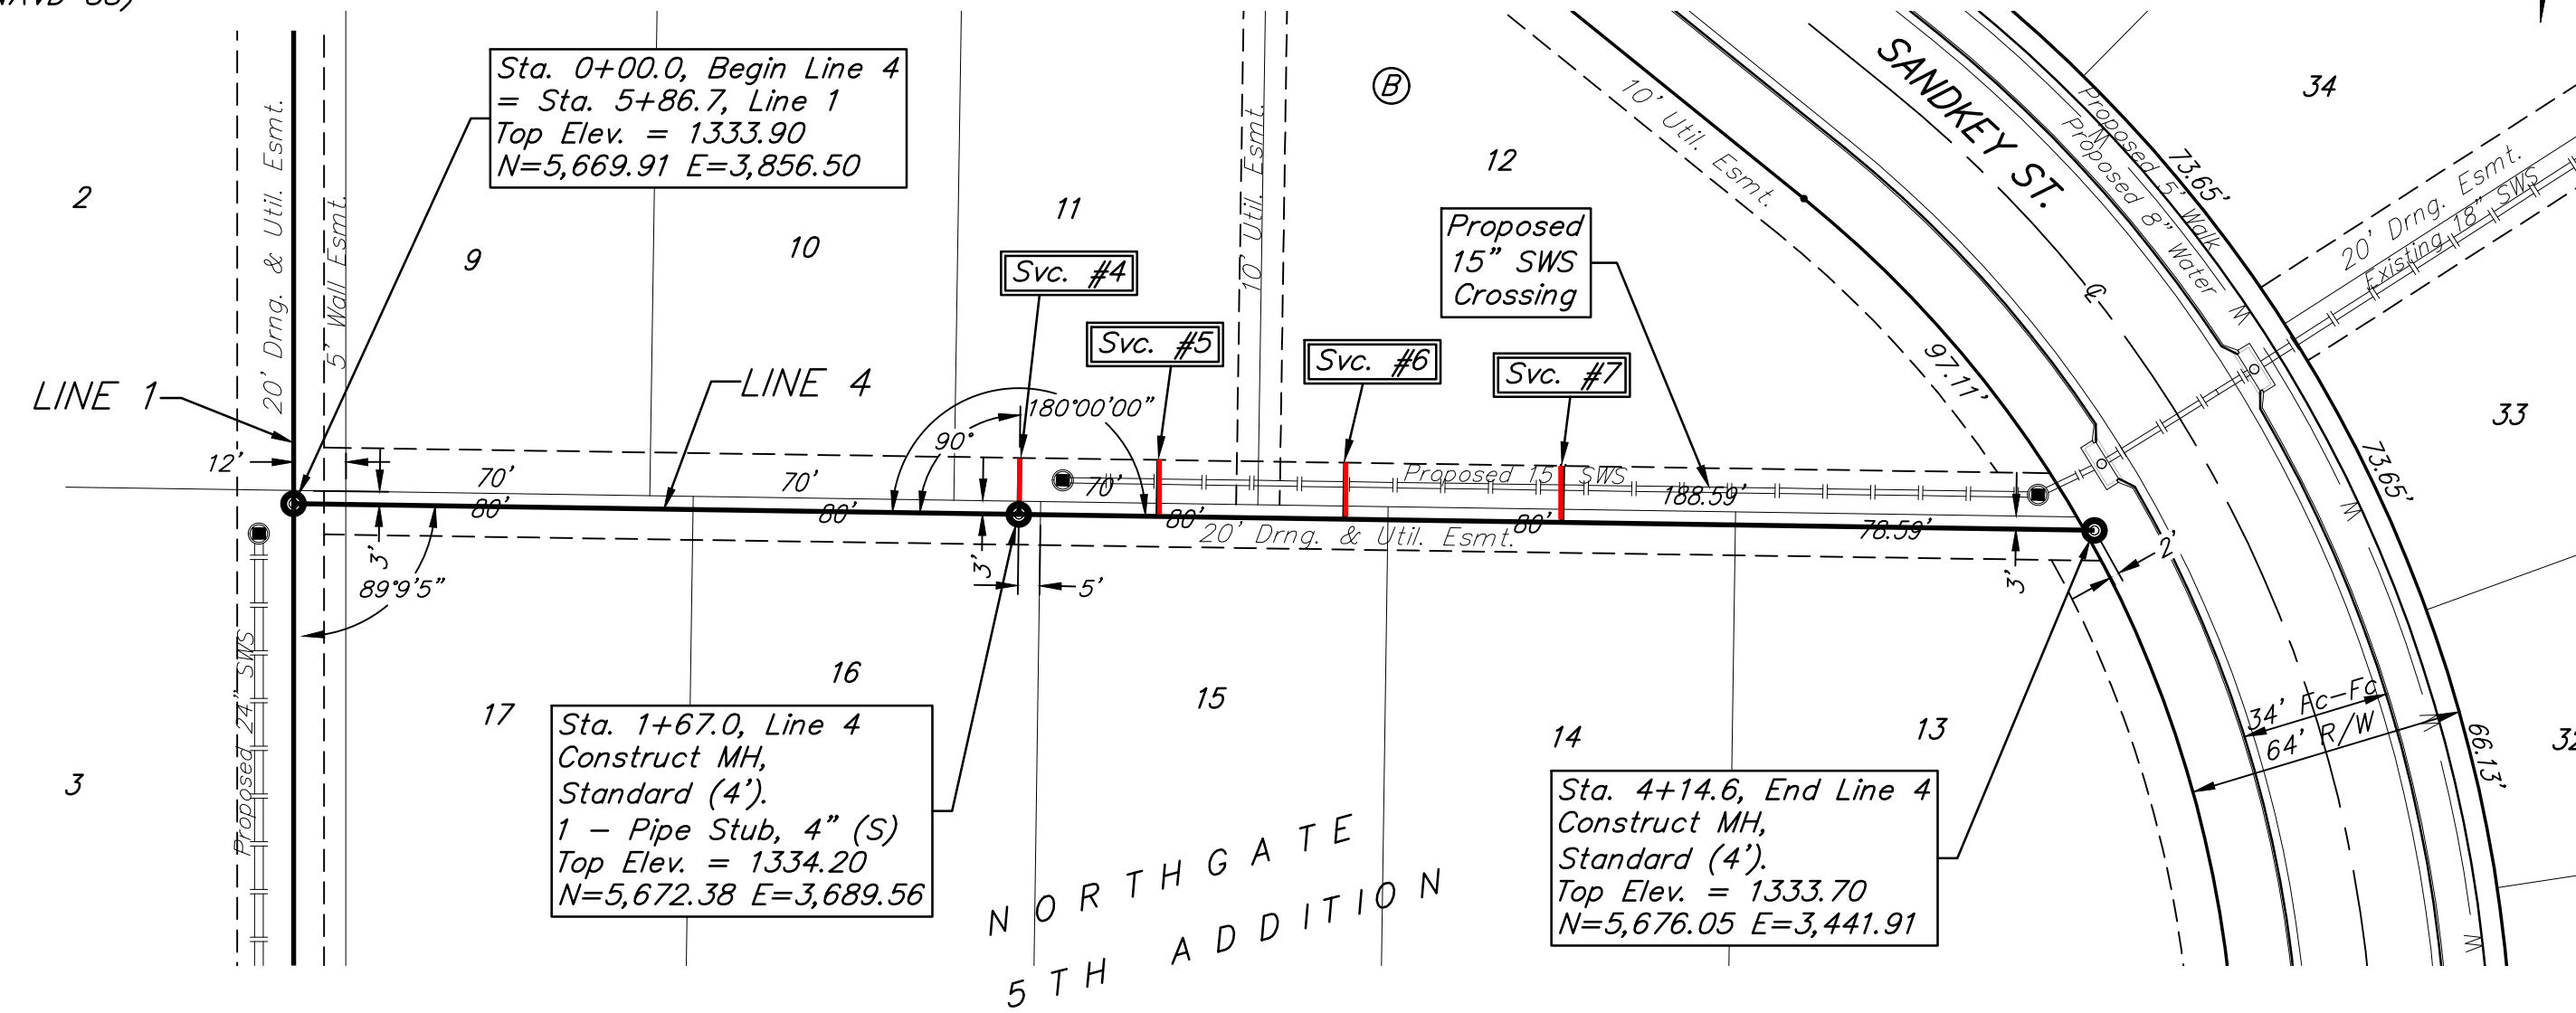 Sta. 0+00.0, Begin Line 4
= Sta. 5+86.7, Line 1
Top Elev. = 1333.90
N=5,669.91 E=3,856.50
2
20' Drng. & Util. Esmt.
5' Wall Esmt.
9
10
11
10' Util. Esmt.
B
12
10' Util. Esmt.
SANDKEY ST.
Proposed 5' Walk
Proposed 8" Water
W
73.65'
34
20' Drng. Esmt.
Existing 18" SWS
Svc. #4
Svc. #5
Svc. #6
Svc. #7
Proposed
15" SWS
Crossing
97.11'
W
33
73.65'
LINE 1
LINE 4
12'
70'
70'
90°
180°00'00"
70'
Proposed 15" SWS
188.59'
80'
80'
80'
80'
78.59'
20' Drng. & Util. Esmt.
3'
89°9'5"
3'
5'
3'
2'
W
Proposed 24" SWS
3
17
16
15
14
13
34' Fc-Fc
64' R/W
W
66.13'
W
Sta. 1+67.0, Line 4
Construct MH,
Standard (4').
1 - Pipe Stub, 4" (S)
Top Elev. = 1334.20
N=5,672.38 E=3,689.56
NORTHGATE
5TH ADDITION
Sta. 4+14.6, End Line 4
Construct MH,
Standard (4').
Top Elev. = 1333.70
N=5,676.05 E=3,441.91